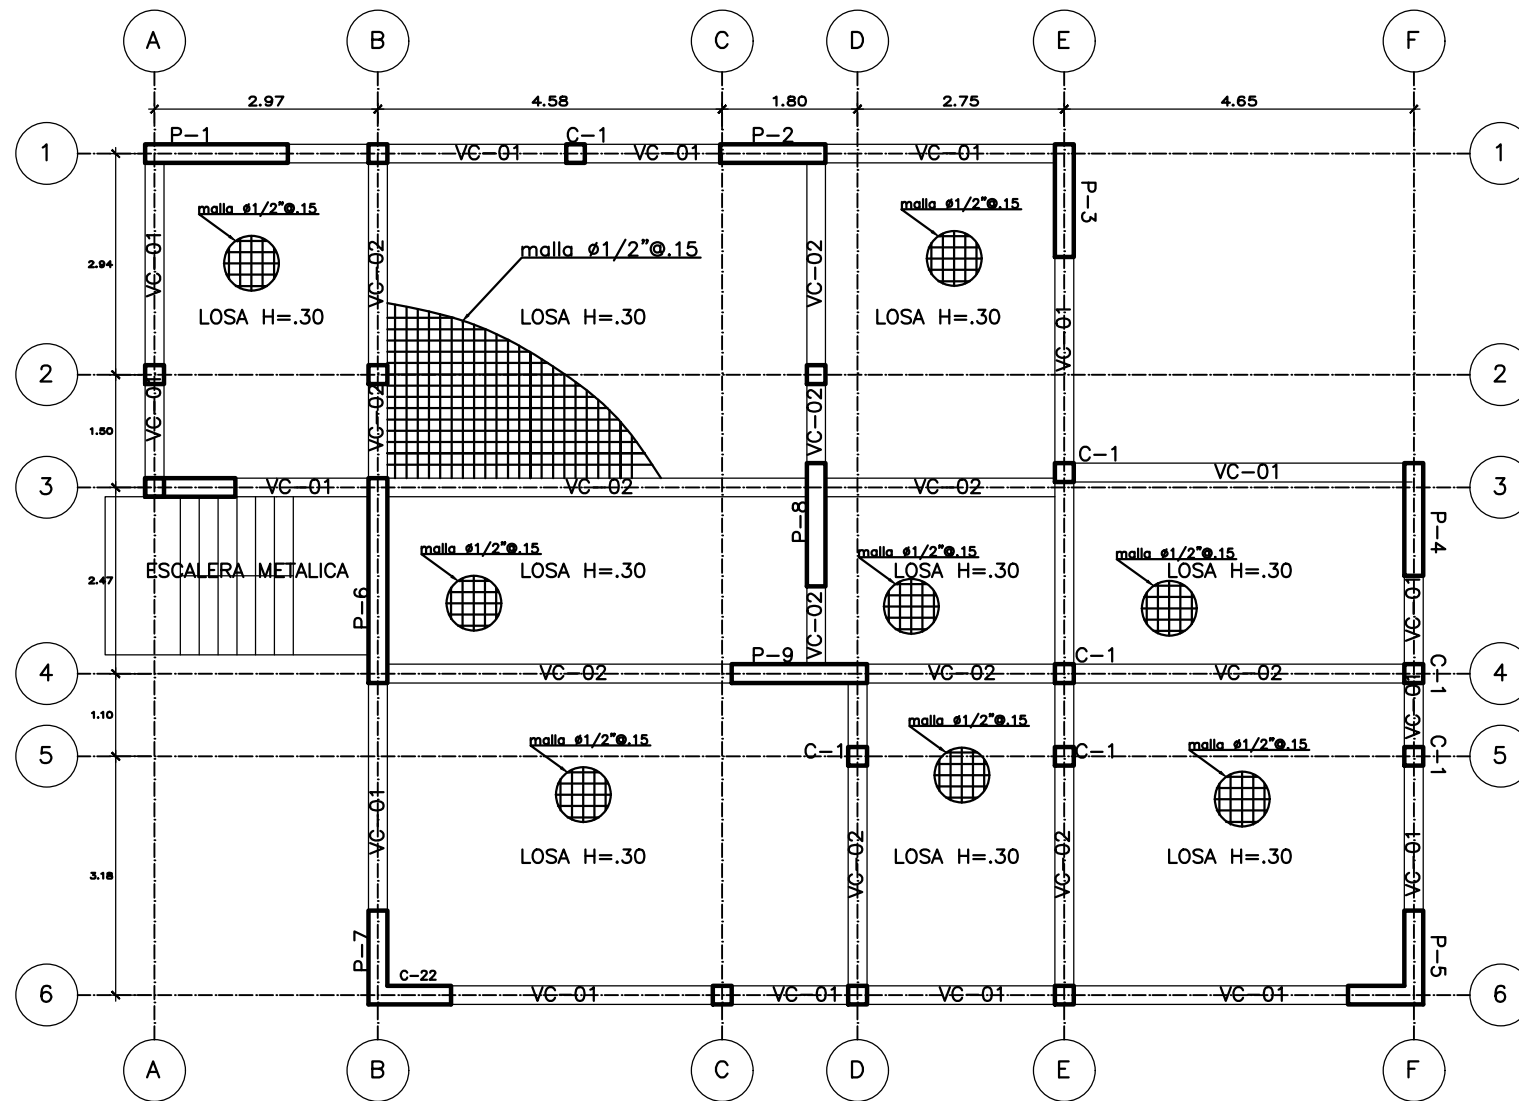 A B C D E F
2.97 4.58 1.80 2.75 4.65
P-1 C-1 P-2
1 VC-01 VC-01 VC-01 1
P-3
malla ø1/2"@.15 malla ø1/2"@.15
malla ø1/2"@.15
2.94 VC-01 VC-02 VC-02
LOSA H=.30 LOSA H=.30 LOSA H=.30 VC-01
2 2
1.50 VC-01 VC-02 VC-02
C-1
3 VC-01 VC-02 VC-02 VC-01 3
P-8 P-4
malla ø1/2"@.15 malla ø1/2"@.15 malla ø1/2"@.15
ESCALERA METALICA LOSA H=.30 LOSA H=.30 LOSA H=.30
2.47 P-6 VC-02 VC-01
P-9 C-1
4 VC-02 VC-02 VC-02 C-1 4
1.10 VC-01
malla ø1/2"@.15 malla ø1/2"@.15 malla ø1/2"@.15
5 C-1 C-1 C-1 5
VC-01
LOSA H=.30 LOSA H=.30 LOSA H=.30
3.18 VC-02 VC-02 VC-01
P-7 P-5
C-22
6 VC-01 VC-01 VC-01 VC-01 6
A B C D E F